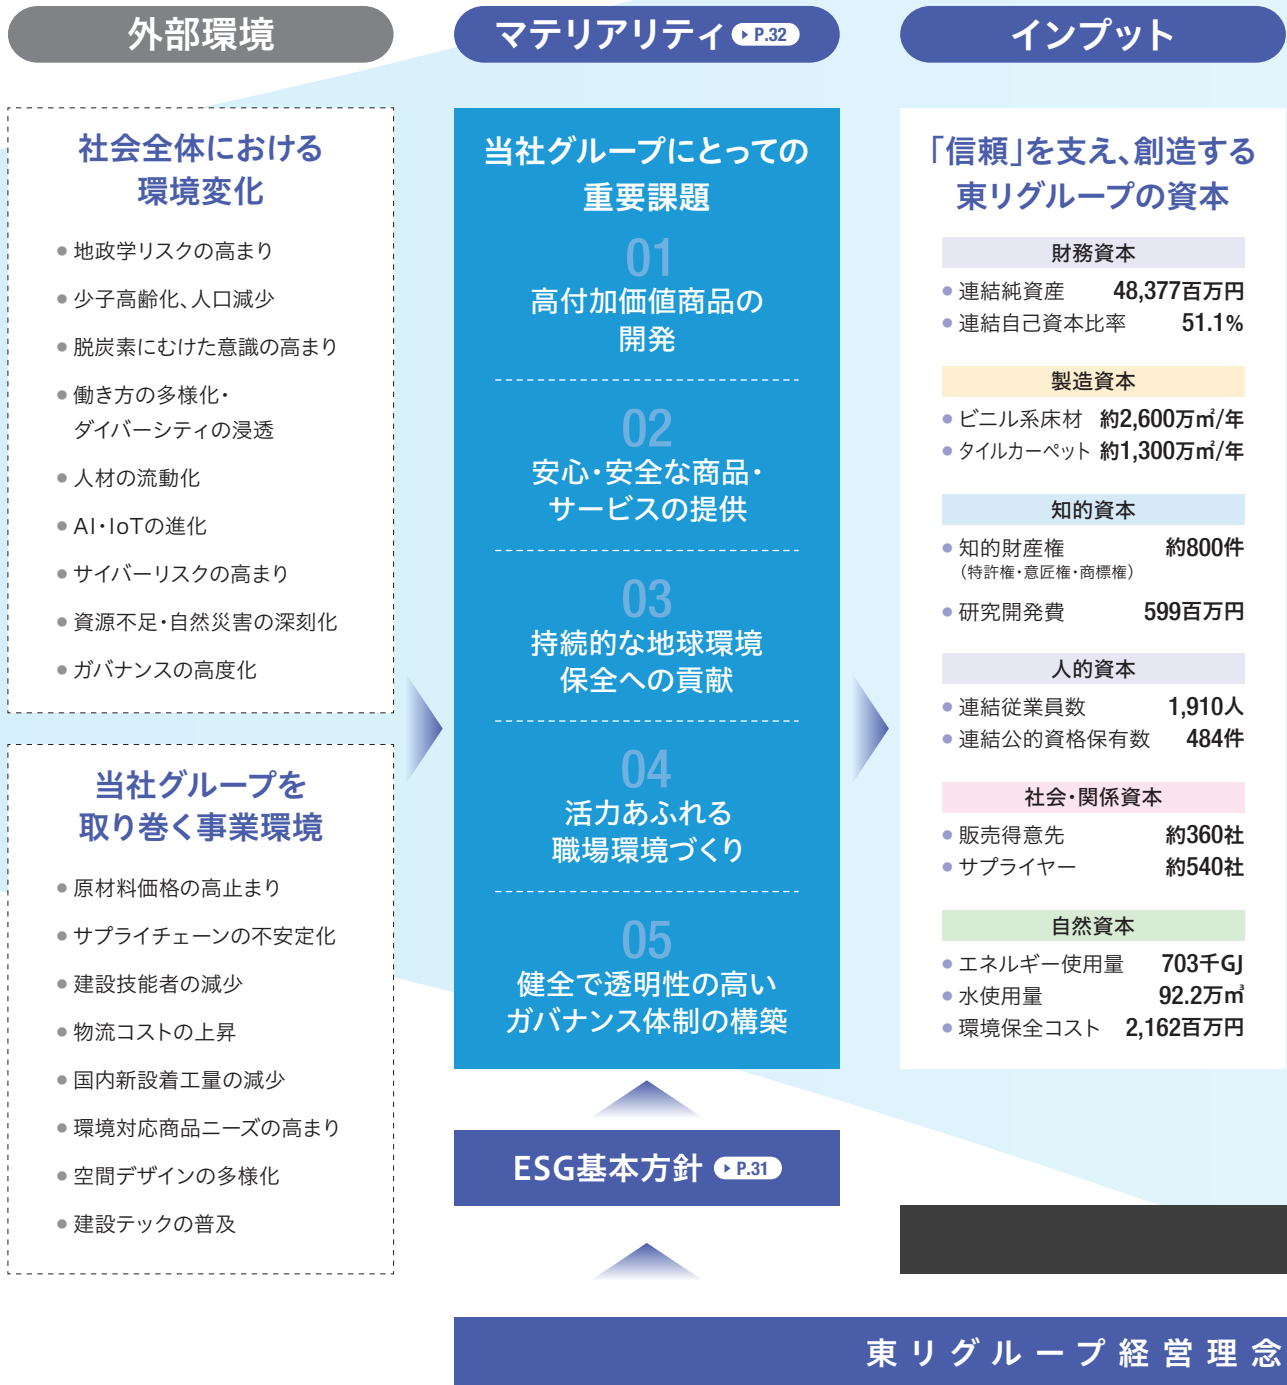 外部環境
社会全体における
環境変化
● 地政学リスクの高まり
● 少子高齢化、人口減少
● 脱炭素にむけた意識の高まり
● 働き方の多様化・
ダイバーシティの浸透
● 人材の流動化
● AI・IoTの進化
● サイバーリスクの高まり
● 資源不足・自然災害の深刻化
● ガバナンスの高度化
当社グループを
取り巻く事業環境
● 原材料価格の高止まり
● サプライチェーンの不安定化
● 建設技能者の減少
● 物流コストの上昇
● 国内新設着工量の減少
● 環境対応商品ニーズの高まり
● 空間デザインの多様化
● 建設テックの普及
マテリアリティ ▶ P.32
当社グループにとっての
重要課題
01
高付加価値商品の
開発
02
安心・安全な商品・
サービスの提供
03
持続的な地球環境
保全への貢献
04
活力あふれる
職場環境づくり
05
健全で透明性の高い
ガバナンス体制の構築
ESG基本方針 ▶ P.31
インプット
「信頼」を支え、創造する
東リグループの資本
財務資本
● 連結純資産 48,377百万円
● 連結自己資本比率 51.1%
製造資本
● ビニル系床材 約2,600万㎡/年
● タイルカーペット 約1,300万㎡/年
知的資本
● 知的財産権 約800件
（特許権・意匠権・商標権）
● 研究開発費 599百万円
人的資本
● 連結従業員数 1,910人
● 連結公的資格保有数 484件
社会・関係資本
● 販売得意先 約360社
● サプライヤー 約540社
自然資本
● エネルギー使用量 703千GJ
● 水使用量 92.2万㎥
● 環境保全コスト 2,162百万円
東リグループ経営理念